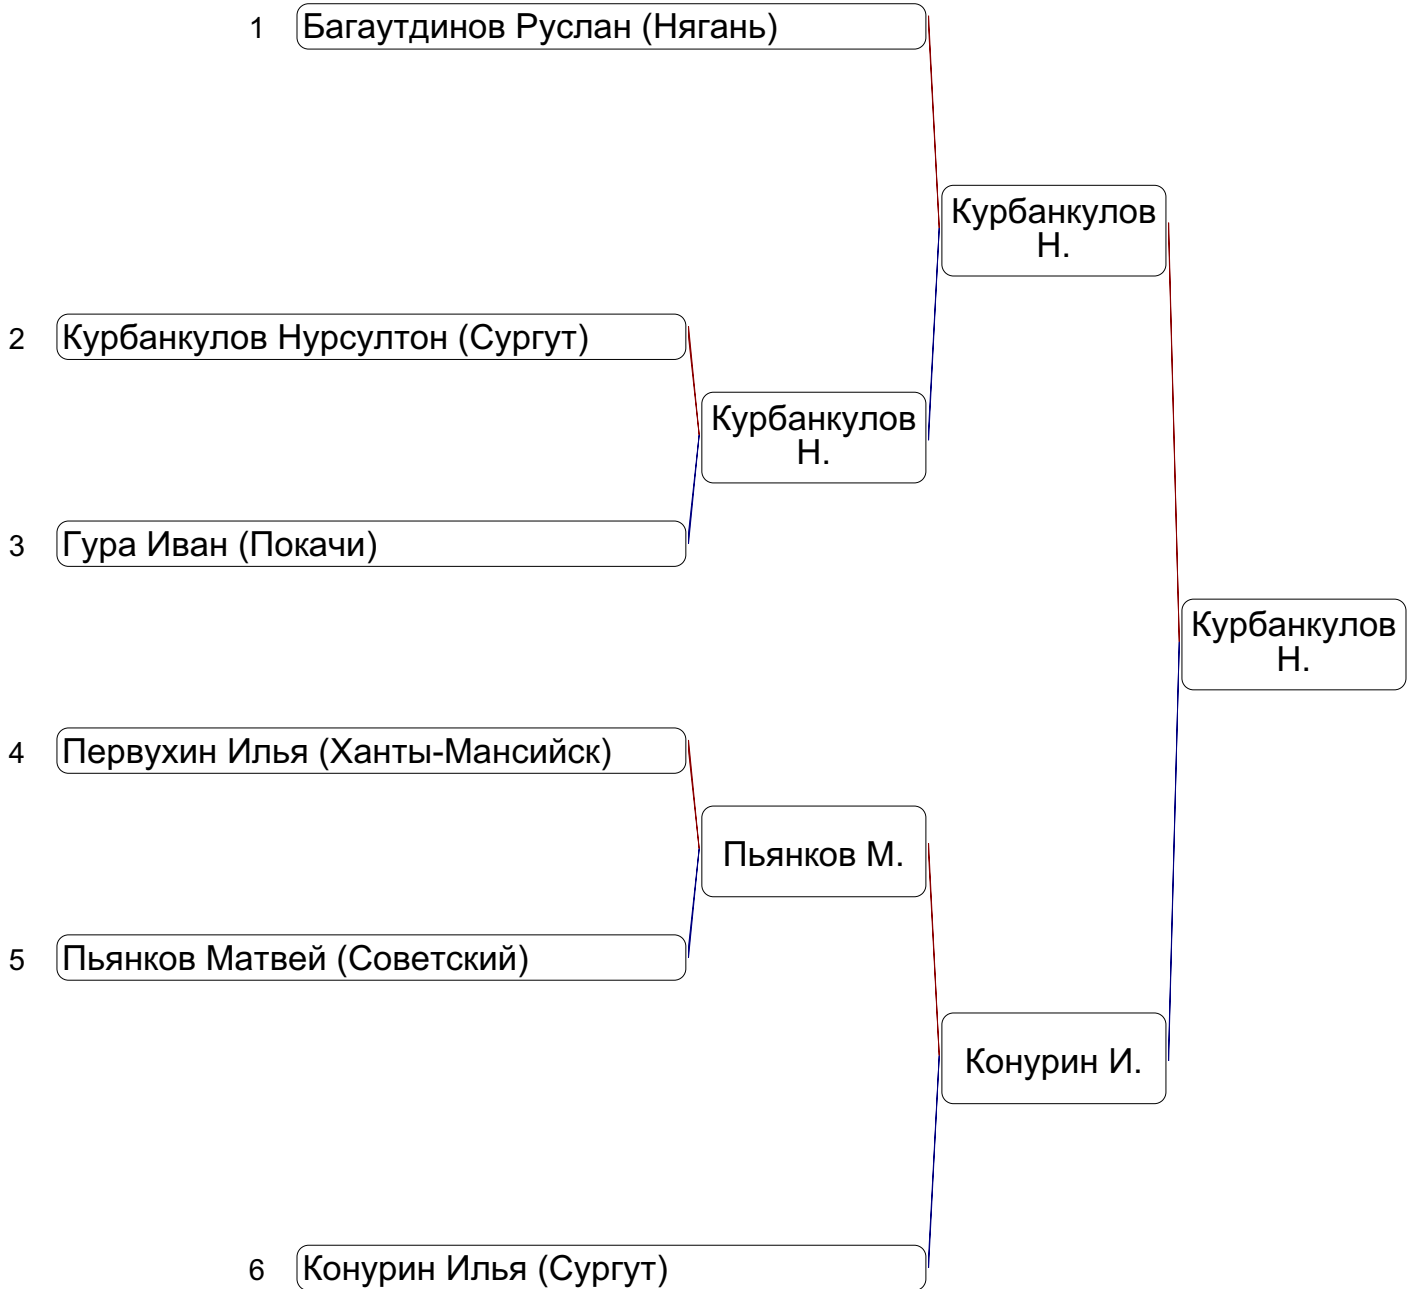 1 Багаутдинов Руслан (Нягань)
Курбанкулов
Н.
2 Курбанкулов Нурсултон (Сургут)
Курбанкулов
Н.
3 Гура Иван (Покачи)
Курбанкулов
Н.
4 Первухин Илья (Ханты-Мансийск)
Пьянков М.
5 Пьянков Матвей (Советский)
Конурин И.
6 Конурин Илья (Сургут)